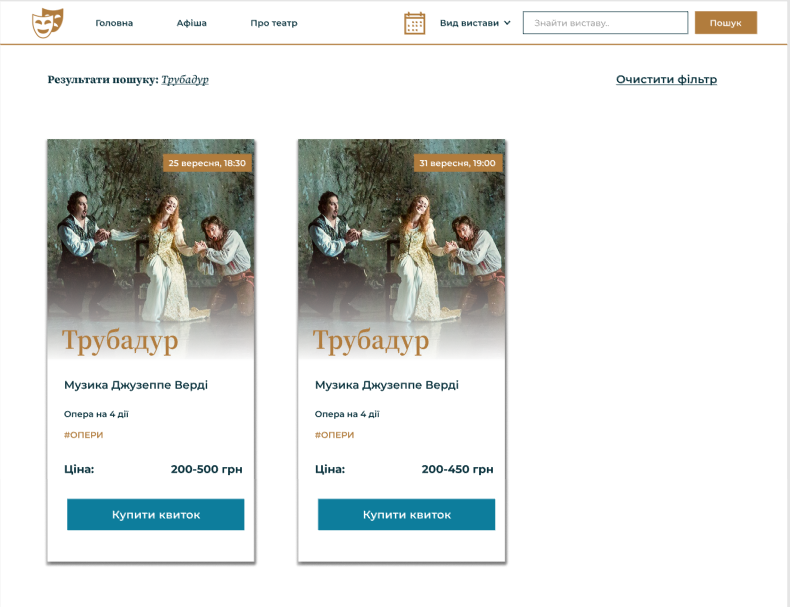 Головна Афіша Про театр Вид вистави Знайти виставу.. Пошук
Результати пошуку: Трубадур Очистити фільтр
25 вересня, 18:30
Трубадур
Музика Джузеппе Верді
Опера на 4 дії
#ОПЕРИ
Ціна: 200-500 грн
Купити квиток
31 вересня, 19:00
Трубадур
Музика Джузеппе Верді
Опера на 4 дії
#ОПЕРИ
Ціна: 200-450 грн
Купити квиток